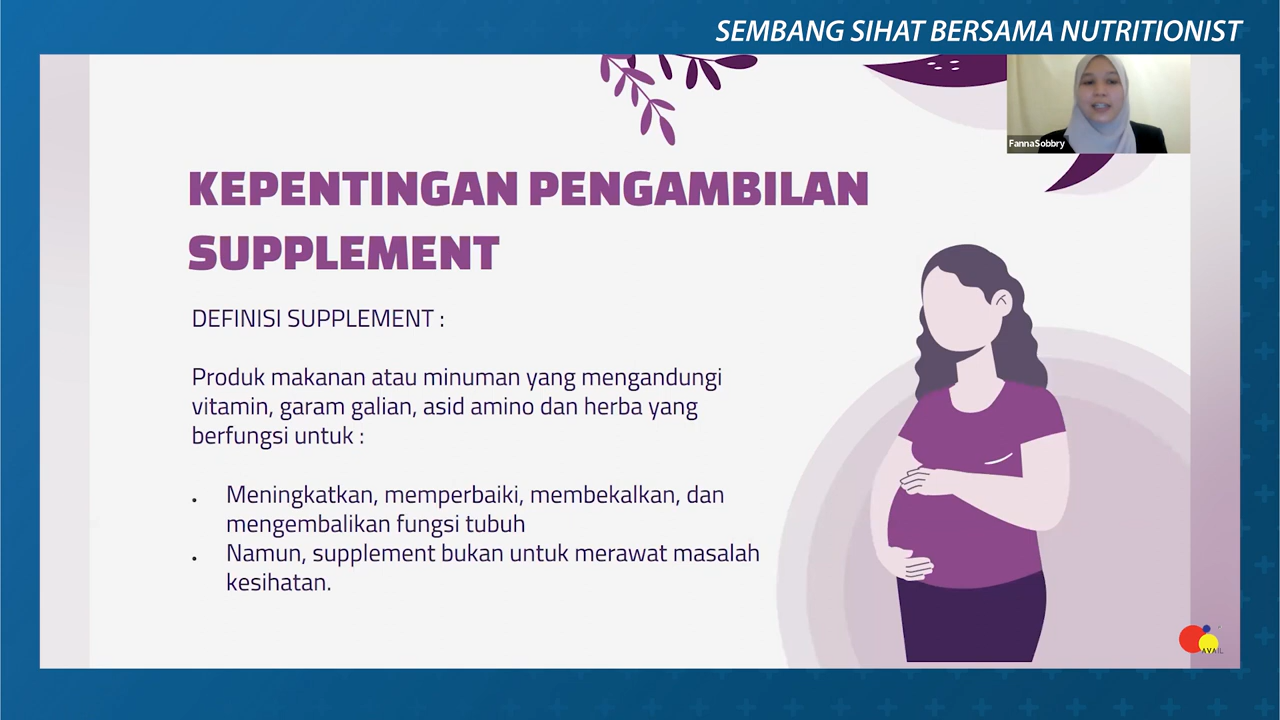 SEMBANG SIHAT BERSAMA NUTRITIONIST
FannaSobbry
KEPENTINGAN PENGAMBILAN
SUPPLEMENT
DEFINISI SUPPLEMENT :
Produk makanan atau minuman yang mengandungi
vitamin, garam galian, asid amino dan herba yang
berfungsi untuk :
• Meningkatkan, memperbaiki, membekalkan, dan
mengembalikan fungsi tubuh
• Namun, supplement bukan untuk merawat masalah
kesihatan.
AVAIL